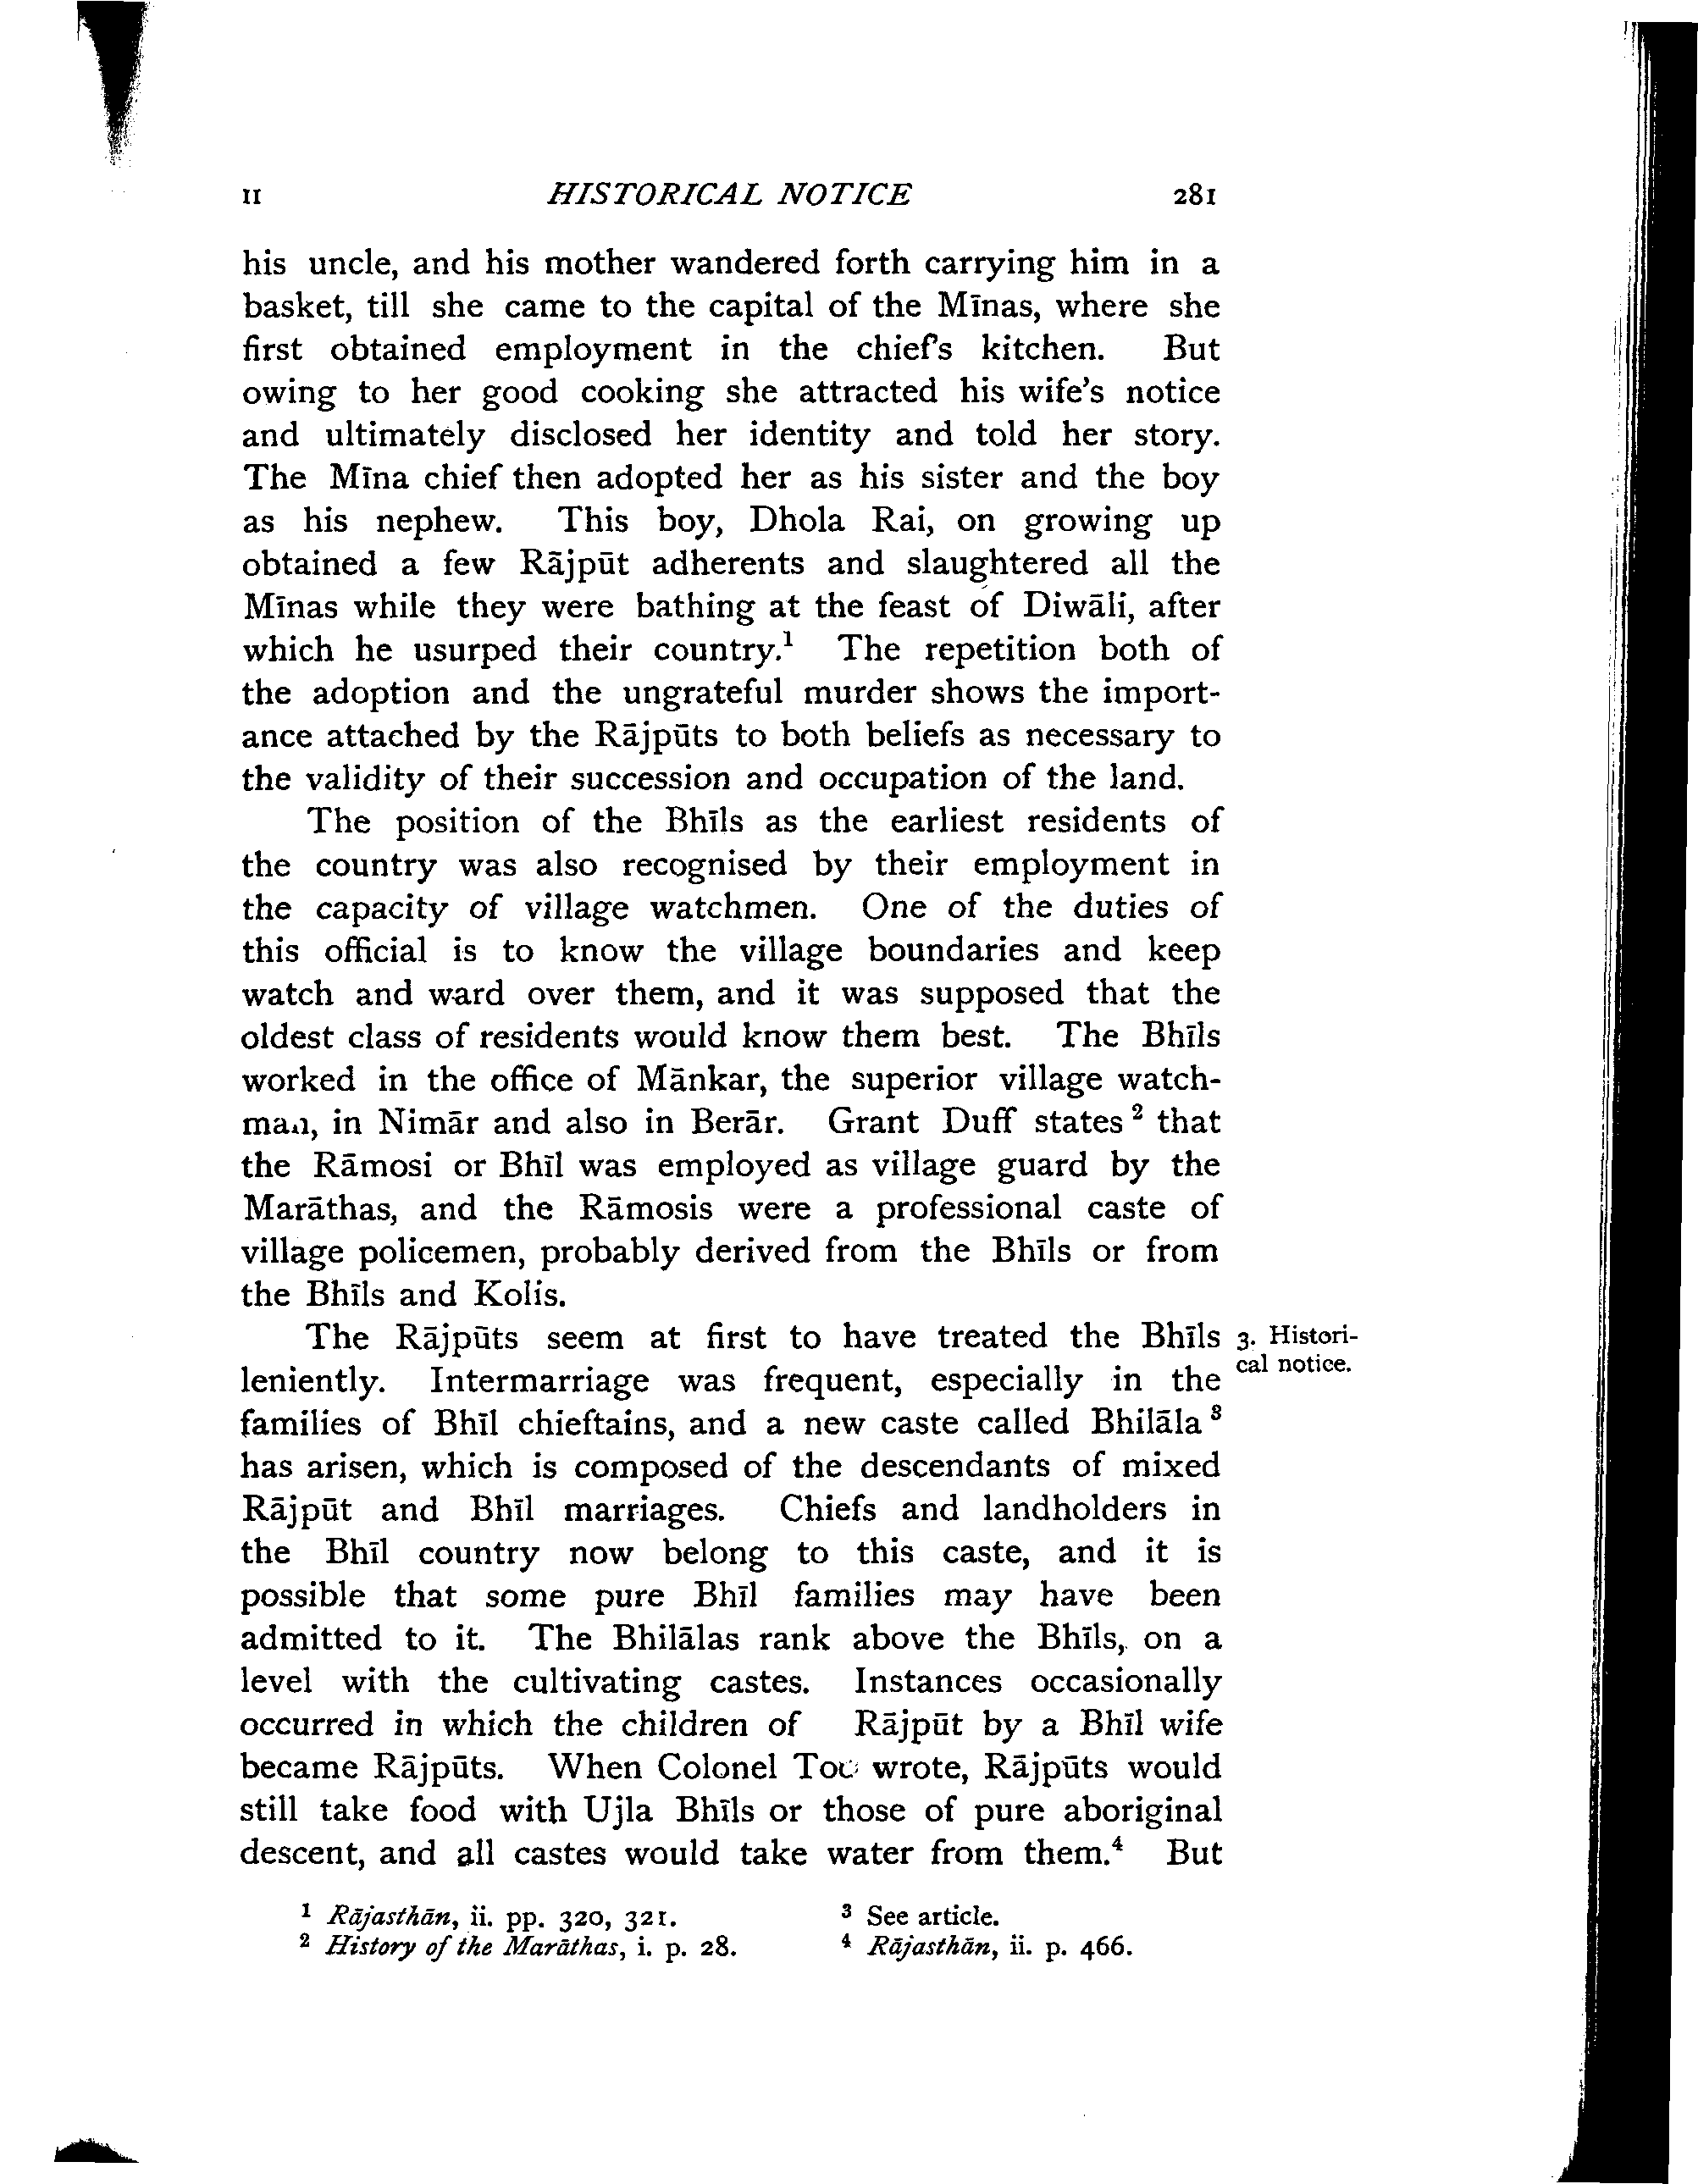 II HISTORICAL NOTICE 281
his uncle, and his mother wandered forth carrying him in a
basket, till she came to the capital of the Mīnas, where she
first obtained employment in the chief's kitchen. But
owing to her good cooking she attracted his wife's notice
and ultimately disclosed her identity and told her story.
The Mīna chief then adopted her as his sister and the boy
as his nephew. This boy, Dhola Rai, on growing up
obtained a few Rājpūt adherents and slaughtered all the
Mīnas while they were bathing at the feast of Diwāli, after
which he usurped their country.¹ The repetition both of
the adoption and the ungrateful murder shows the import-
ance attached by the Rājpūts to both beliefs as necessary to
the validity of their succession and occupation of the land.
The position of the Bhīls as the earliest residents of
the country was also recognised by their employment in
the capacity of village watchmen. One of the duties of
this official is to know the village boundaries and keep
watch and ward over them, and it was supposed that the
oldest class of residents would know them best. The Bhīls
worked in the office of Mānkar, the superior village watch-
man, in Nimār and also in Berār. Grant Duff states ² that
the Rāmosi or Bhīl was employed as village guard by the
Marāthas, and the Rāmosis were a professional caste of
village policemen, probably derived from the Bhīls or from
the Bhīls and Kolis.
The Rājpūts seem at first to have treated the Bhīls
leniently. Intermarriage was frequent, especially in the
families of Bhīl chieftains, and a new caste called Bhilāla ³
has arisen, which is composed of the descendants of mixed
Rājpūt and Bhīl marriages. Chiefs and landholders in
the Bhīl country now belong to this caste, and it is
possible that some pure Bhīl families may have been
admitted to it. The Bhilālas rank above the Bhīls, on a
level with the cultivating castes. Instances occasionally
occurred in which the children of Rājpūt by a Bhīl wife
became Rājpūts. When Colonel wrote, Rājpūts would
still take food with Ujla Bhīls or those of pure aboriginal
descent, and all castes would take water from them.⁴ But
3. Histori-
cal notice.
¹ Rājasthān, ii. pp. 320, 321.
² History of the Marāthas, i. p. 28.
³ See article.
⁴ Rājasthān, ii. p. 466.